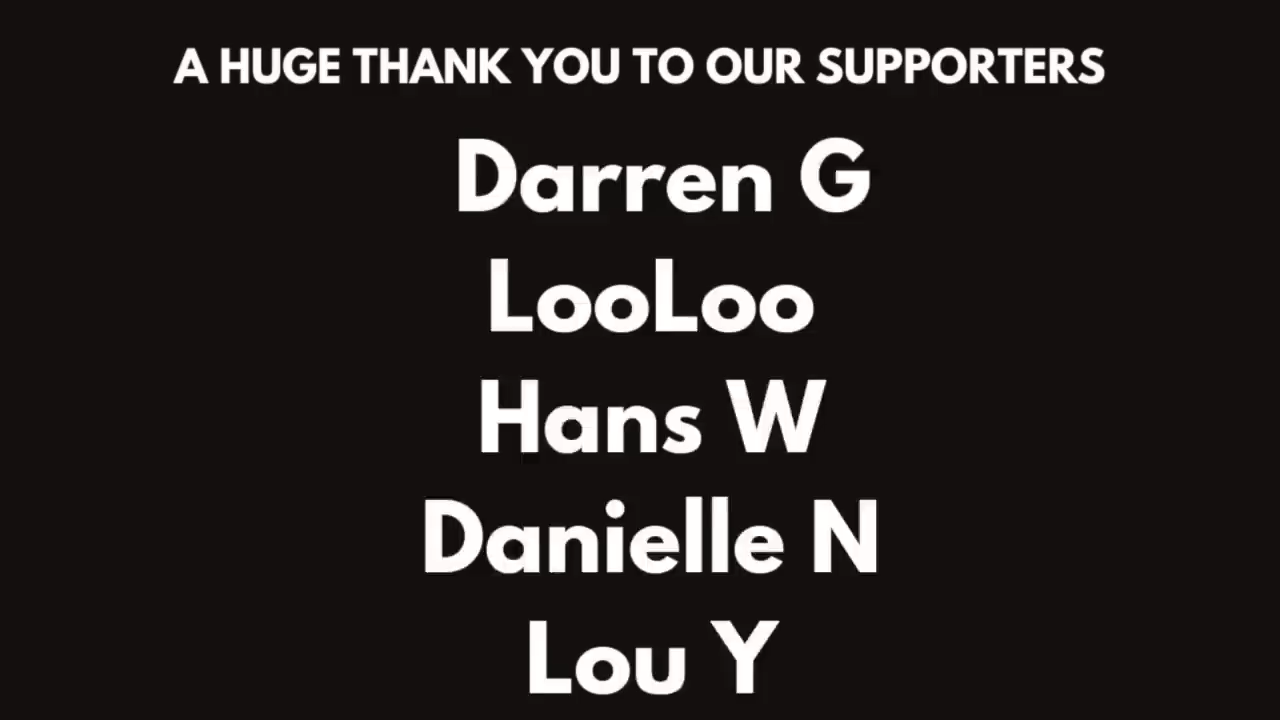 A HUGE THANK YOU TO OUR SUPPORTERS
Darren G
LooLoo
Hans W
Danielle N
Lou Y